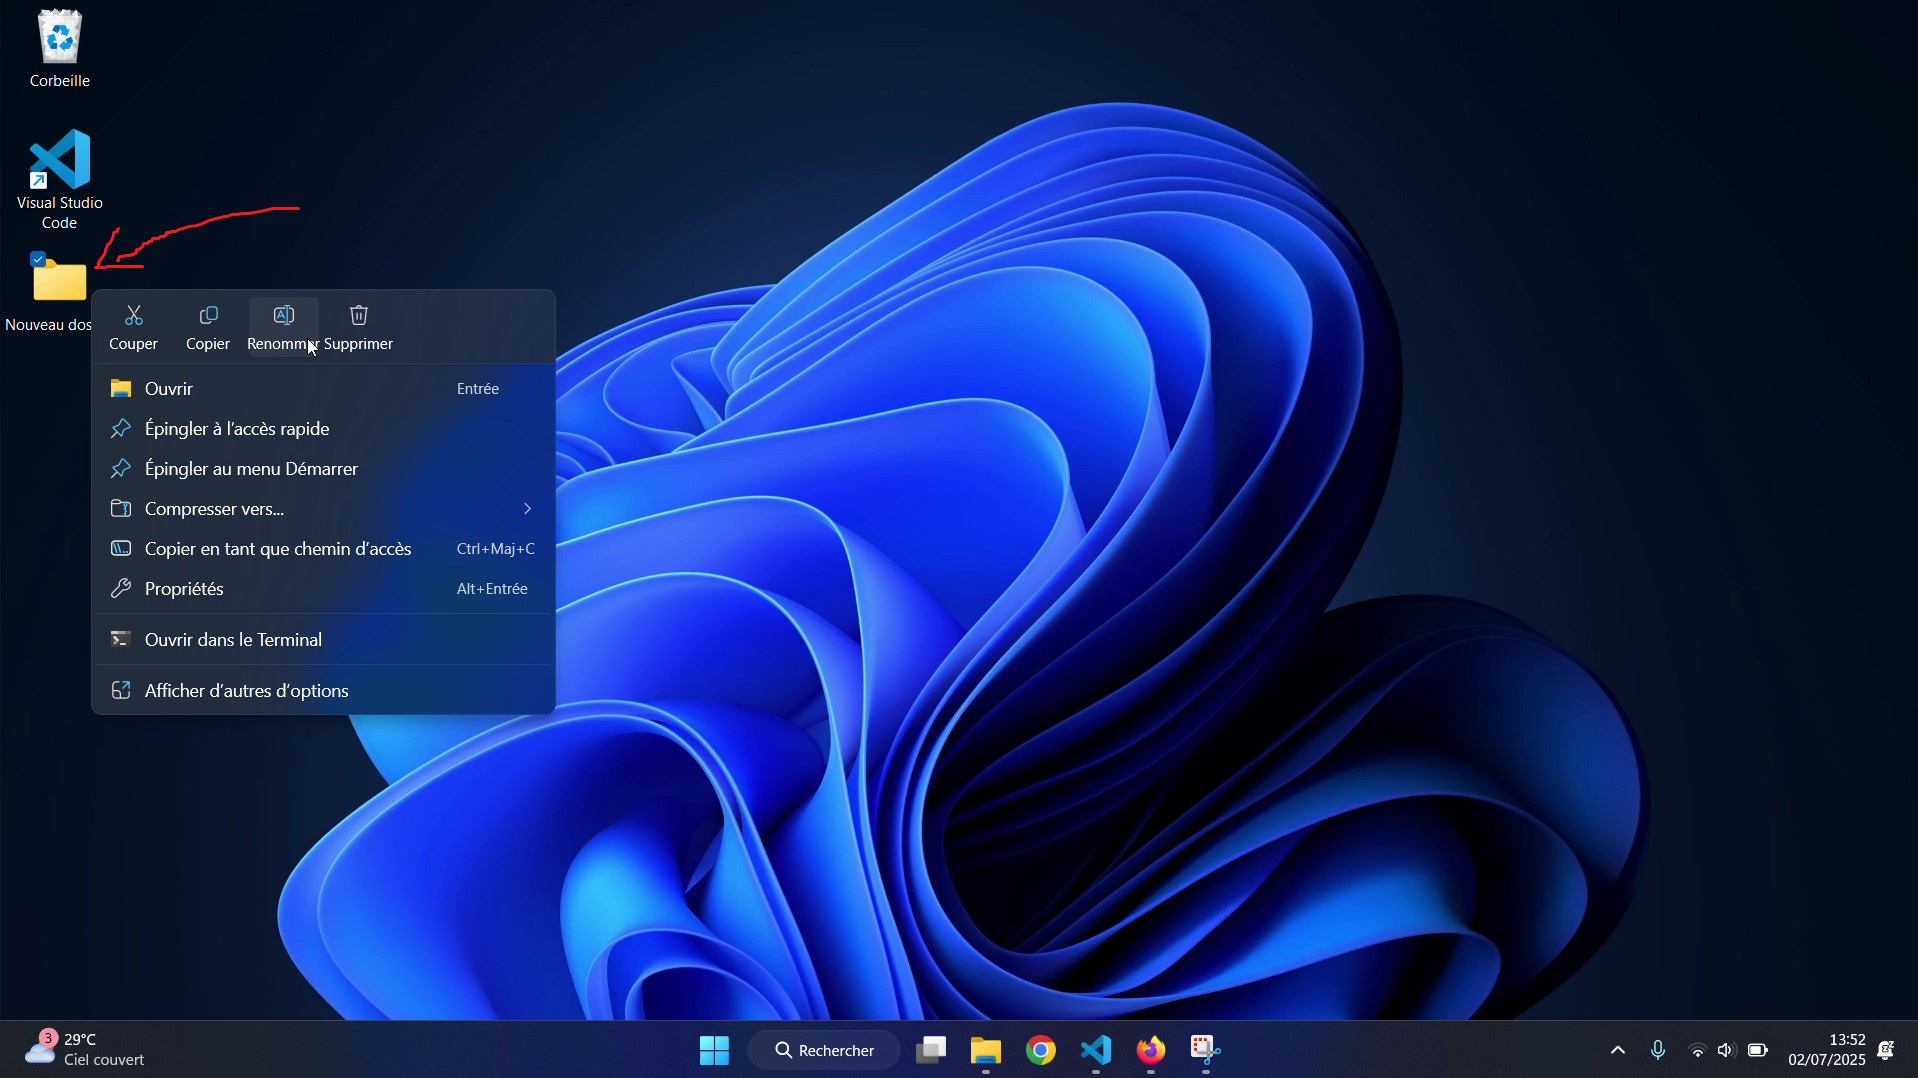 Corbeille
Visual Studio
Code
Nouveau dos
Couper Copier Renommer Supprimer
Ouvrir Entrée
Épingler à l’accès rapide
Épingler au menu Démarrer
Compresser vers...
Copier en tant que chemin d’accès Ctrl+Maj+C
Propriétés Alt+Entrée
Ouvrir dans le Terminal
Afficher d’autres d’options
3
29°C
Ciel couvert
Rechercher
13:52
02/07/2025